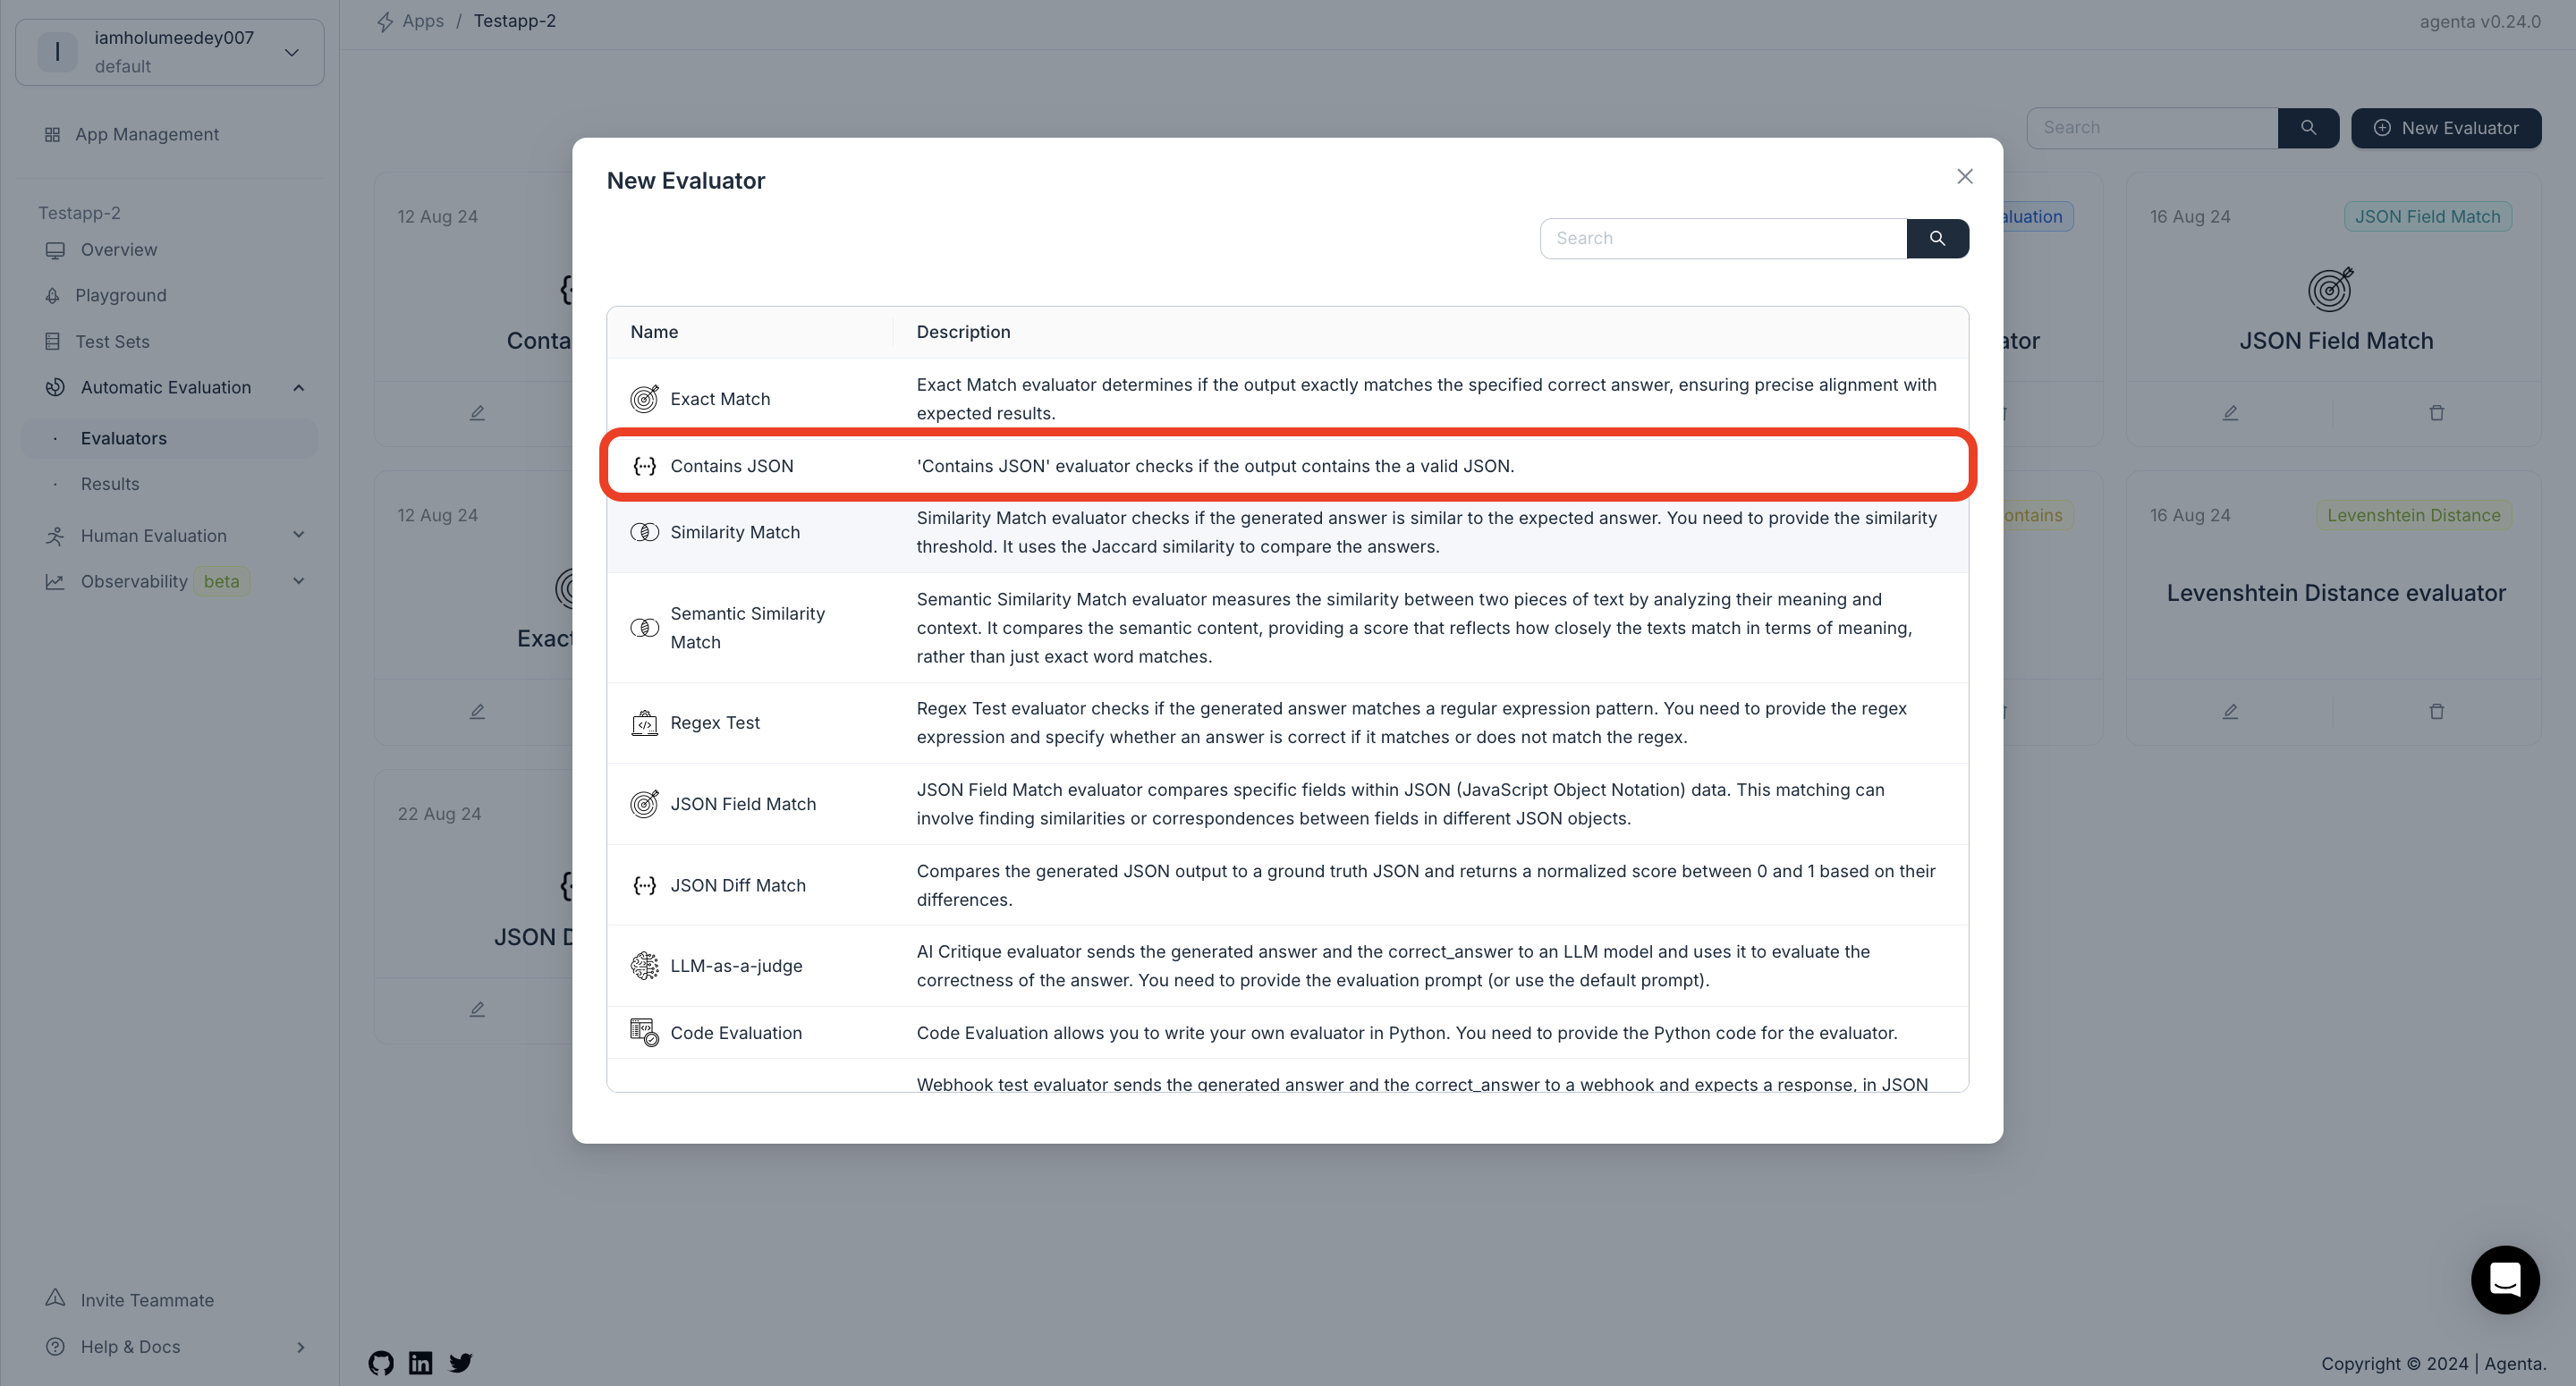 I
iamholumeedey007
default
App Management
Testapp-2
Overview
Playground
Test Sets
Automatic Evaluation
· Evaluators
· Results
Human Evaluation
Observability beta
Invite Teammate
Help & Docs
Apps / Testapp-2
agenta v0.24.0
Search
New Evaluator
12 Aug 24
Conta
12 Aug 24
Exac
22 Aug 24
JSON D
aluation
ator
ontains
16 Aug 24
JSON Field Match
JSON Field Match
16 Aug 24
Levenshtein Distance
Levenshtein Distance evaluator
New Evaluator
Search
Name
Description
Exact Match
Exact Match evaluator determines if the output exactly matches the specified correct answer, ensuring precise alignment with
expected results.
Contains JSON
'Contains JSON' evaluator checks if the output contains the a valid JSON.
Similarity Match
Similarity Match evaluator checks if the generated answer is similar to the expected answer. You need to provide the similarity
threshold. It uses the Jaccard similarity to compare the answers.
Semantic Similarity
Match
Semantic Similarity Match evaluator measures the similarity between two pieces of text by analyzing their meaning and
context. It compares the semantic content, providing a score that reflects how closely the texts match in terms of meaning,
rather than just exact word matches.
Regex Test
Regex Test evaluator checks if the generated answer matches a regular expression pattern. You need to provide the regex
expression and specify whether an answer is correct if it matches or does not match the regex.
JSON Field Match
JSON Field Match evaluator compares specific fields within JSON (JavaScript Object Notation) data. This matching can
involve finding similarities or correspondences between fields in different JSON objects.
JSON Diff Match
Compares the generated JSON output to a ground truth JSON and returns a normalized score between 0 and 1 based on their
differences.
LLM-as-a-judge
AI Critique evaluator sends the generated answer and the correct_answer to an LLM model and uses it to evaluate the
correctness of the answer. You need to provide the evaluation prompt (or use the default prompt).
Code Evaluation
Code Evaluation allows you to write your own evaluator in Python. You need to provide the Python code for the evaluator.
Webhook test evaluator sends the generated answer and the correct_answer to a webhook and expects a response, in JSON
Copyright © 2024 | Agenta.